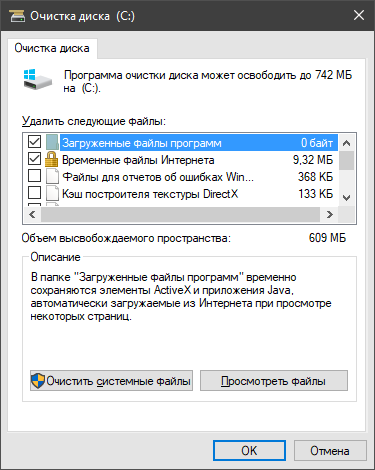 Очистка диска (C:)
Очистка диска
Программа очистки диска может освободить до 742 МБ
на (C:).
Удалить следующие файлы:
Загруженные файлы программ 0 байт
Временные файлы Интернета 9,32 МБ
Файлы для отчетов об ошибках Win... 368 КБ
Кэш построителя текстуры DirectX 133 КБ
Объем высвобождаемого пространства: 609 МБ
Описание
В папке "Загруженные файлы программ" временно
сохраняются элементы ActiveX и приложения Java,
автоматически загружаемые из Интернета при просмотре
некоторых страниц.
Очистить системные файлы Просмотреть файлы
OK Отмена